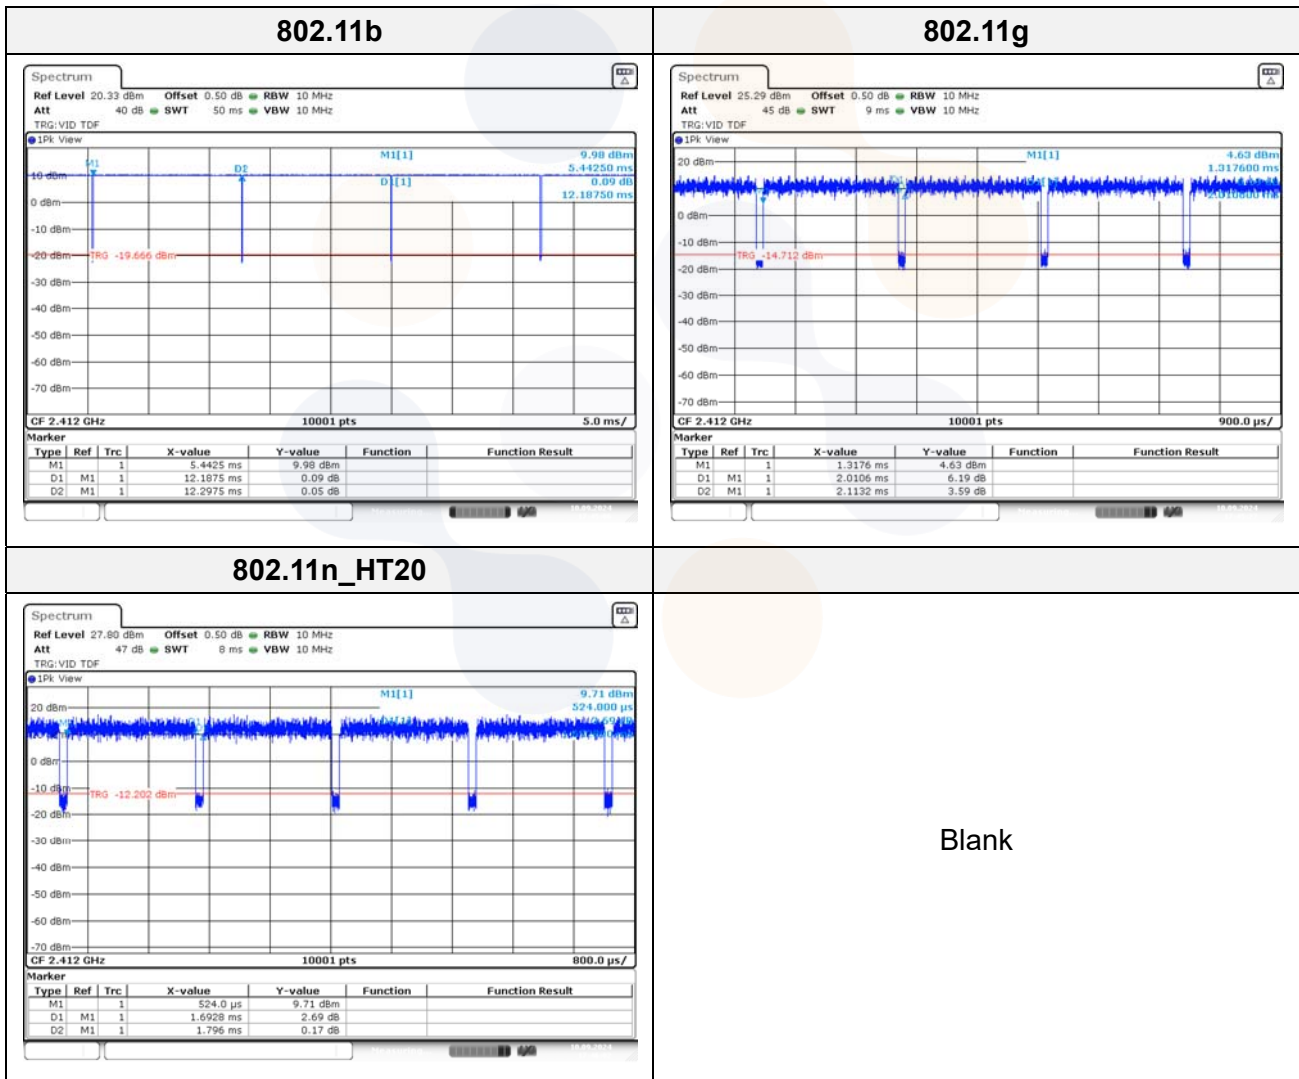 802.11b
802.11g
Spectrum
Ref Level 20.33 dBm Offset 0.50 dB RBW 10 MHz
Att 40 dB SWT 50 ms VBW 10 MHz
TRG:VID TDF
1Pk View
M1[1] 9.98 dBm
5.44250 ms
D1[1] 0.09 dB
12.18750 ms
M1
D2
10 dBm
0 dBm
-10 dBm
-20 dBm
TRG -19.666 dBm
-30 dBm
-40 dBm
-50 dBm
-60 dBm
-70 dBm
CF 2.412 GHz 10001 pts 5.0 ms/
Marker
Type Ref Trc X-value Y-value Function Function Result
M1 1 5.4425 ms 9.98 dBm
D1 M1 1 12.1875 ms 0.09 dB
D2 M1 1 12.2975 ms 0.05 dB
Spectrum
Ref Level 25.29 dBm Offset 0.50 dB RBW 10 MHz
Att 45 dB SWT 9 ms VBW 10 MHz
TRG:VID TDF
1Pk View
M1[1] 4.63 dBm
1.317600 ms
20 dBm
0 dBm
-10 dBm
TRG -14.712 dBm
-20 dBm
-30 dBm
-40 dBm
-50 dBm
-60 dBm
-70 dBm
CF 2.412 GHz 10001 pts 900.0 µs/
Marker
Type Ref Trc X-value Y-value Function Function Result
M1 1 1.3176 ms 4.63 dBm
D1 M1 1 2.0106 ms 6.19 dB
D2 M1 1 2.1132 ms 3.59 dB
802.11n_HT20
Spectrum
Ref Level 27.80 dBm Offset 0.50 dB RBW 10 MHz
Att 47 dB SWT 8 ms VBW 10 MHz
TRG:VID TDF
1Pk View
M1[1] 9.71 dBm
524.000 µs
20 dBm
0 dBm
-10 dBm
TRG -12.202 dBm
-20 dBm
-30 dBm
-40 dBm
-50 dBm
-60 dBm
-70 dBm
CF 2.412 GHz 10001 pts 800.0 µs/
Marker
Type Ref Trc X-value Y-value Function Function Result
M1 1 524.0 µs 9.71 dBm
D1 M1 1 1.6928 ms 2.69 dB
D2 M1 1 1.796 ms 0.17 dB
Blank